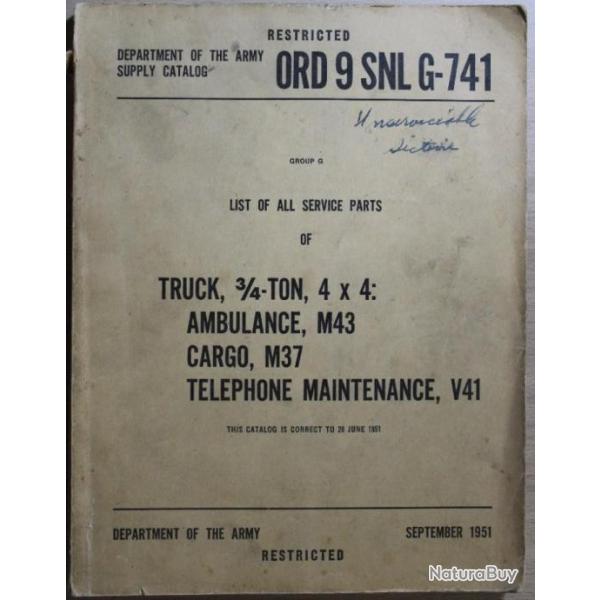 RESTRICTED
DEPARTMENT OF THE ARMY
SUPPLY CATALOG
ORD 9 SNL G-741
GROUP G
LIST OF ALL SERVICE PARTS
OF
TRUCK, ¾-TON, 4 x 4:
AMBULANCE, M43
CARGO, M37
TELEPHONE MAINTENANCE, V41
THIS CATALOG IS CORRECT TO 26 JUNE 1951
DEPARTMENT OF THE ARMY
SEPTEMBER 1951
RESTRICTED
NaturaBuy